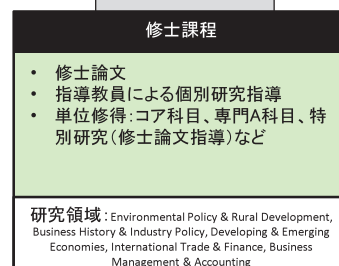 修士課程
• 修士論文
• 指導教員による個別研究指導
• 単位修得：コア科目、専門A科目、特
別研究（修士論文指導）など
研究領域：Environmental Policy & Rural Development,
Business History & Industry Policy, Developing & Emerging
Economies, International Trade & Finance, Business
Management & Accounting